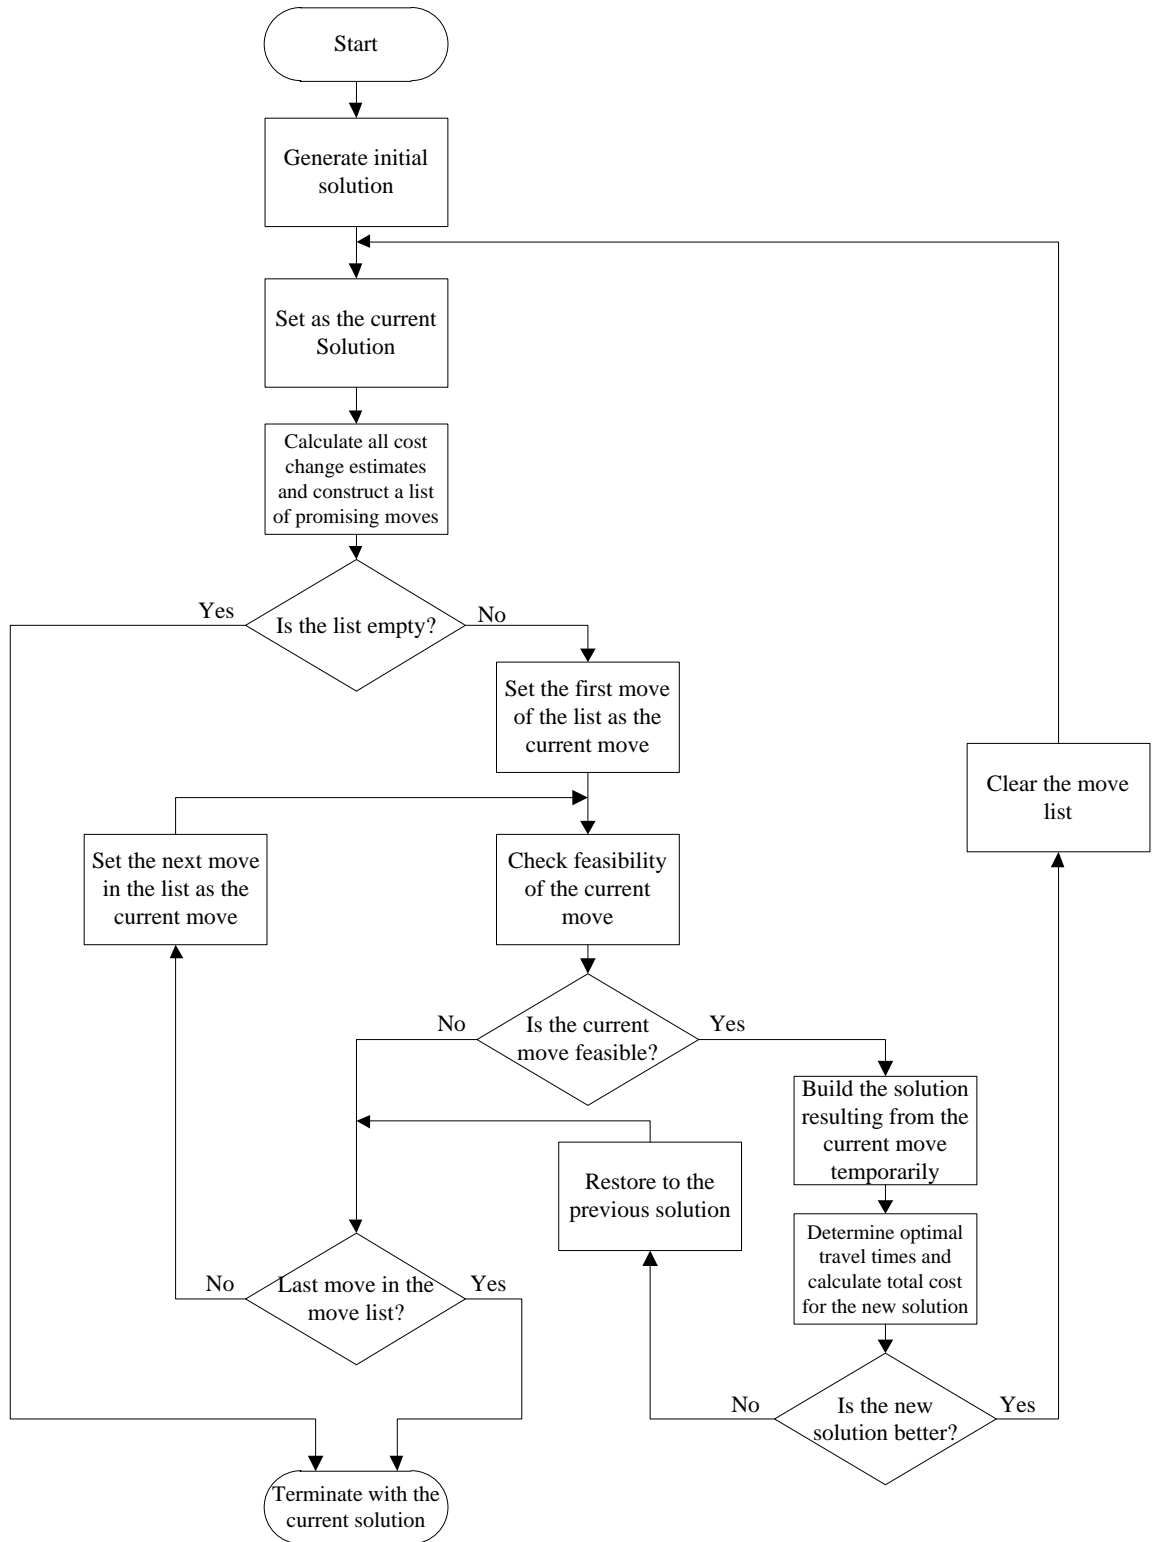 Start
Generate initial
solution
Set as the current
Solution
Calculate all cost
change estimates
and construct a list
of promising moves
Yes
Is the list empty?
No
Set the first move
of the list as the
current move
Clear the move
list
Set the next move
in the list as the
current move
Check feasibility
of the current
move
No
Is the current
move feasible?
Yes
Build the solution
resulting from the
current move
temporarily
Restore to the
previous solution
Determine optimal
travel times and
calculate total cost
for the new solution
No
Last move in the
move list?
Yes
No
Is the new
solution better?
Yes
Terminate with the
current solution